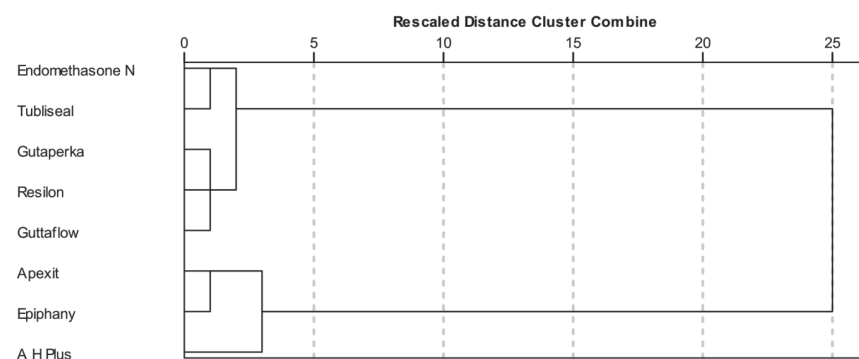 Rescaled Distance Cluster Combine
0 5 10 15 20 25
Endomethasone N
Tubliseal
Gutaperka
Resilon
Guttaflow
Apexit
Epiphany
A H Plus